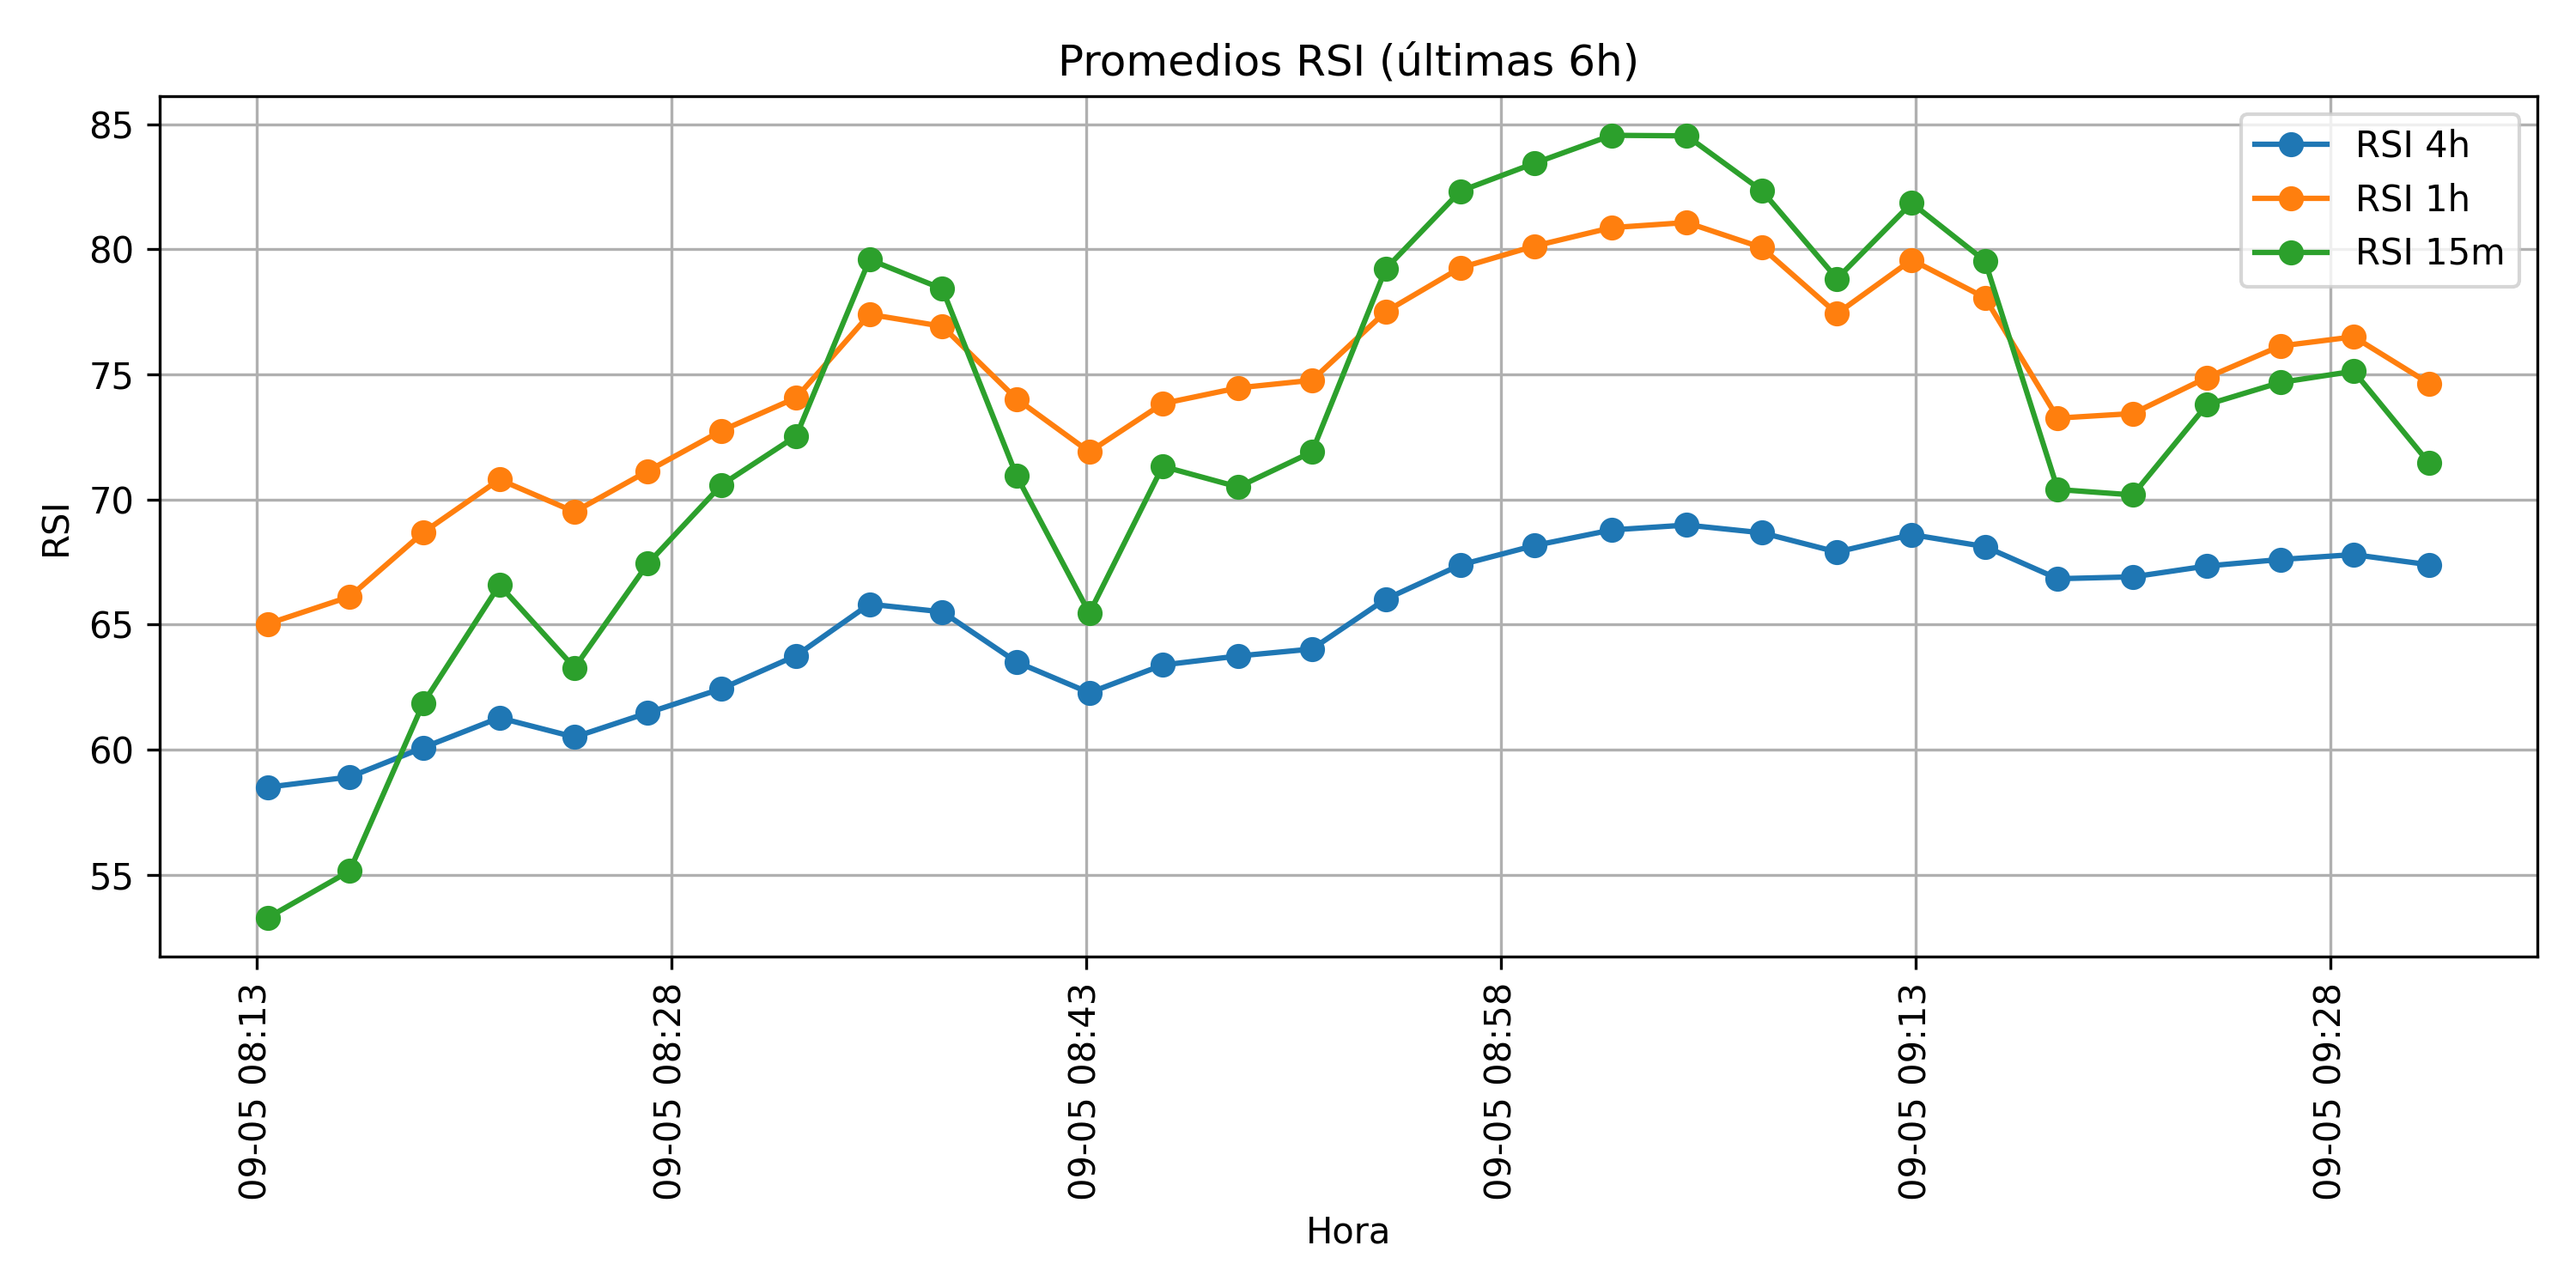 Promedios RSI (últimas 6h)
RSI 4h
RSI 1h
RSI 15m
RSI
85
80
75
70
65
60
55
09-05 08:13
09-05 08:28
09-05 08:43
09-05 08:58
09-05 09:13
09-05 09:28
Hora